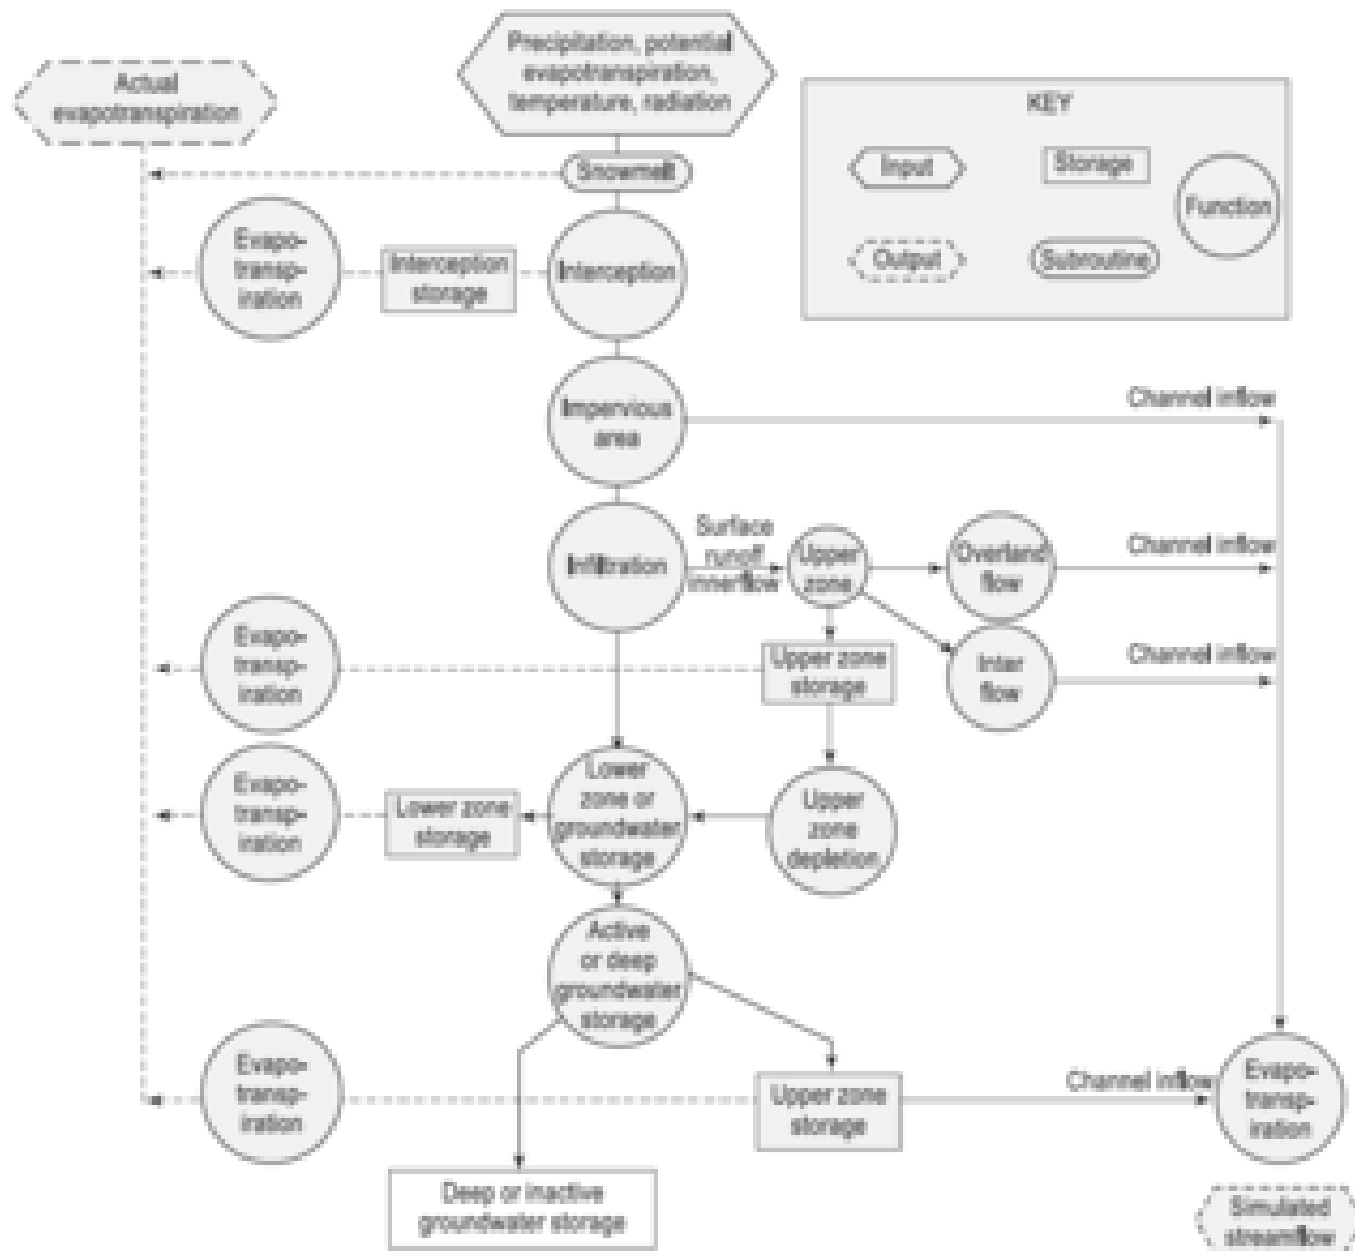 Precipitation, potential
evapotranspiration,
temperature, radiation
Actual
evapotranspiration
KEY
Input
Storage
Function
Output
Subroutine
Snowmelt
Evapo-
transp-
iration
Interception
storage
Interception
Impervious
area
Channel inflow
Infiltration
Surface
runoff
innerflow
Upper
zone
Overland
flow
Channel inflow
Evapo-
transp-
iration
Upper zone
storage
Inter
flow
Channel inflow
Evapo-
transp-
iration
Lower zone
storage
Lower
zone or
groundwater
storage
Upper
zone
depletion
Active
or deep
groundwater
storage
Evapo-
transp-
iration
Upper zone
storage
Channel inflow
Evapo-
transp-
iration
Deep or inactive
groundwater storage
Simulated
streamflow